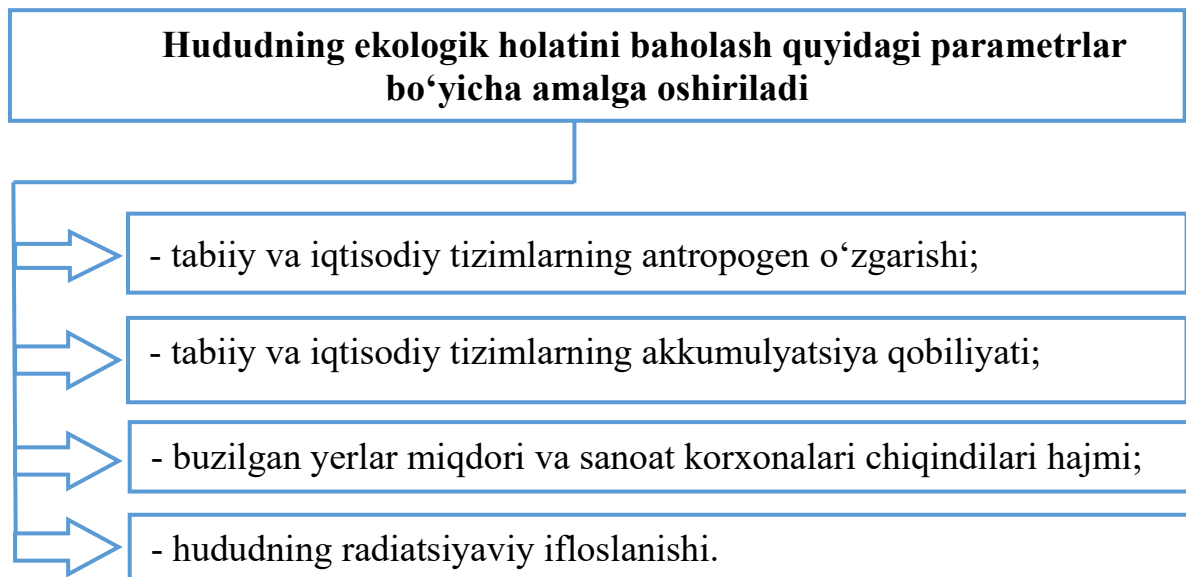 Hududning ekologik holatini baholash quyidagi parametrlar
bo‘yicha amalga oshiriladi
- tabiiy va iqtisodiy tizimlarning antropogen o‘zgarishi;
- tabiiy va iqtisodiy tizimlarning akkumulyatsiya qobiliyati;
- buzilgan yerlar miqdori va sanoat korxonalari chiqindilari hajmi;
- hududning radiatsiyaviy ifloslanishi.